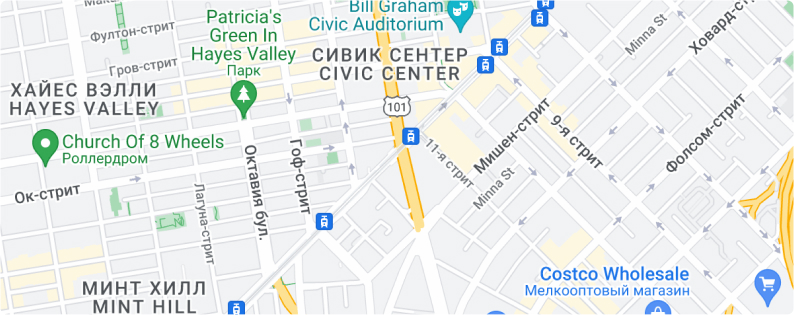 Bill Graham
Civic Auditorium
Patricia's
Green In
Hayes Valley
Парк
Фултон-стрит
Minna St
Ховард-стрит
СИВИК СЕНТЕР
CIVIC CENTER
Гров-стрит
ХАЙЕС ВЭЛЛИ
HAYES VALLEY
101
Church Of 8 Wheels
Роллердром
Октавия бул.
Гоф-стрит
11-я стрит
Мишен-стрит
9-я стрит
Фолсом-стрит
Minna St
Ок-стрит
Лагуна-стрит
Costco Wholesale
Мелкооптовый магазин
МИНТ ХИЛЛ
MINT HILL